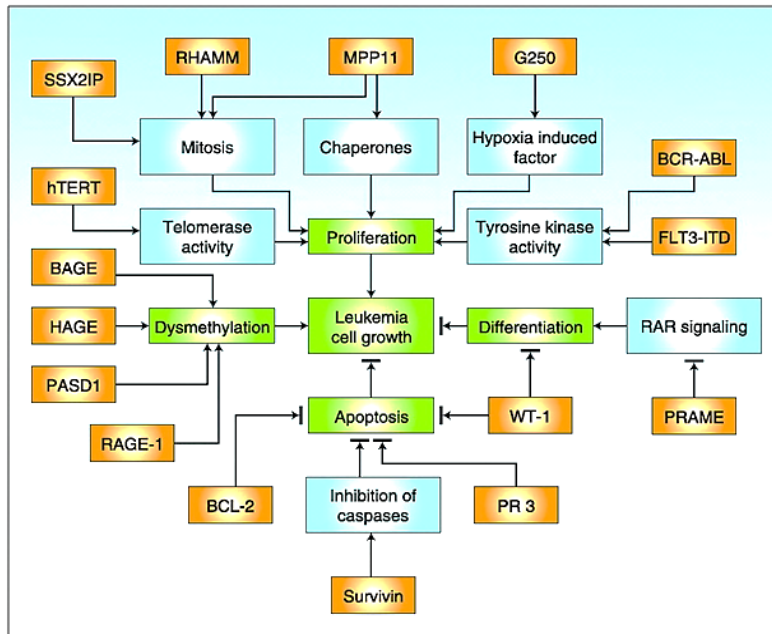 RHAMM
MPP11
G250
SSX2IP
Mitosis
Chaperones
Hypoxia induced
factor
BCR-ABL
hTERT
Telomerase
activity
Proliferation
Tyrosine kinase
activity
FLT3-ITD
BAGE
HAGE
Dysmethylation
Leukemia
cell growth
Differentiation
RAR signaling
PASD1
Apoptosis
WT-1
PRAME
RAGE-1
BCL-2
Inhibition of
caspases
PR 3
Survivin